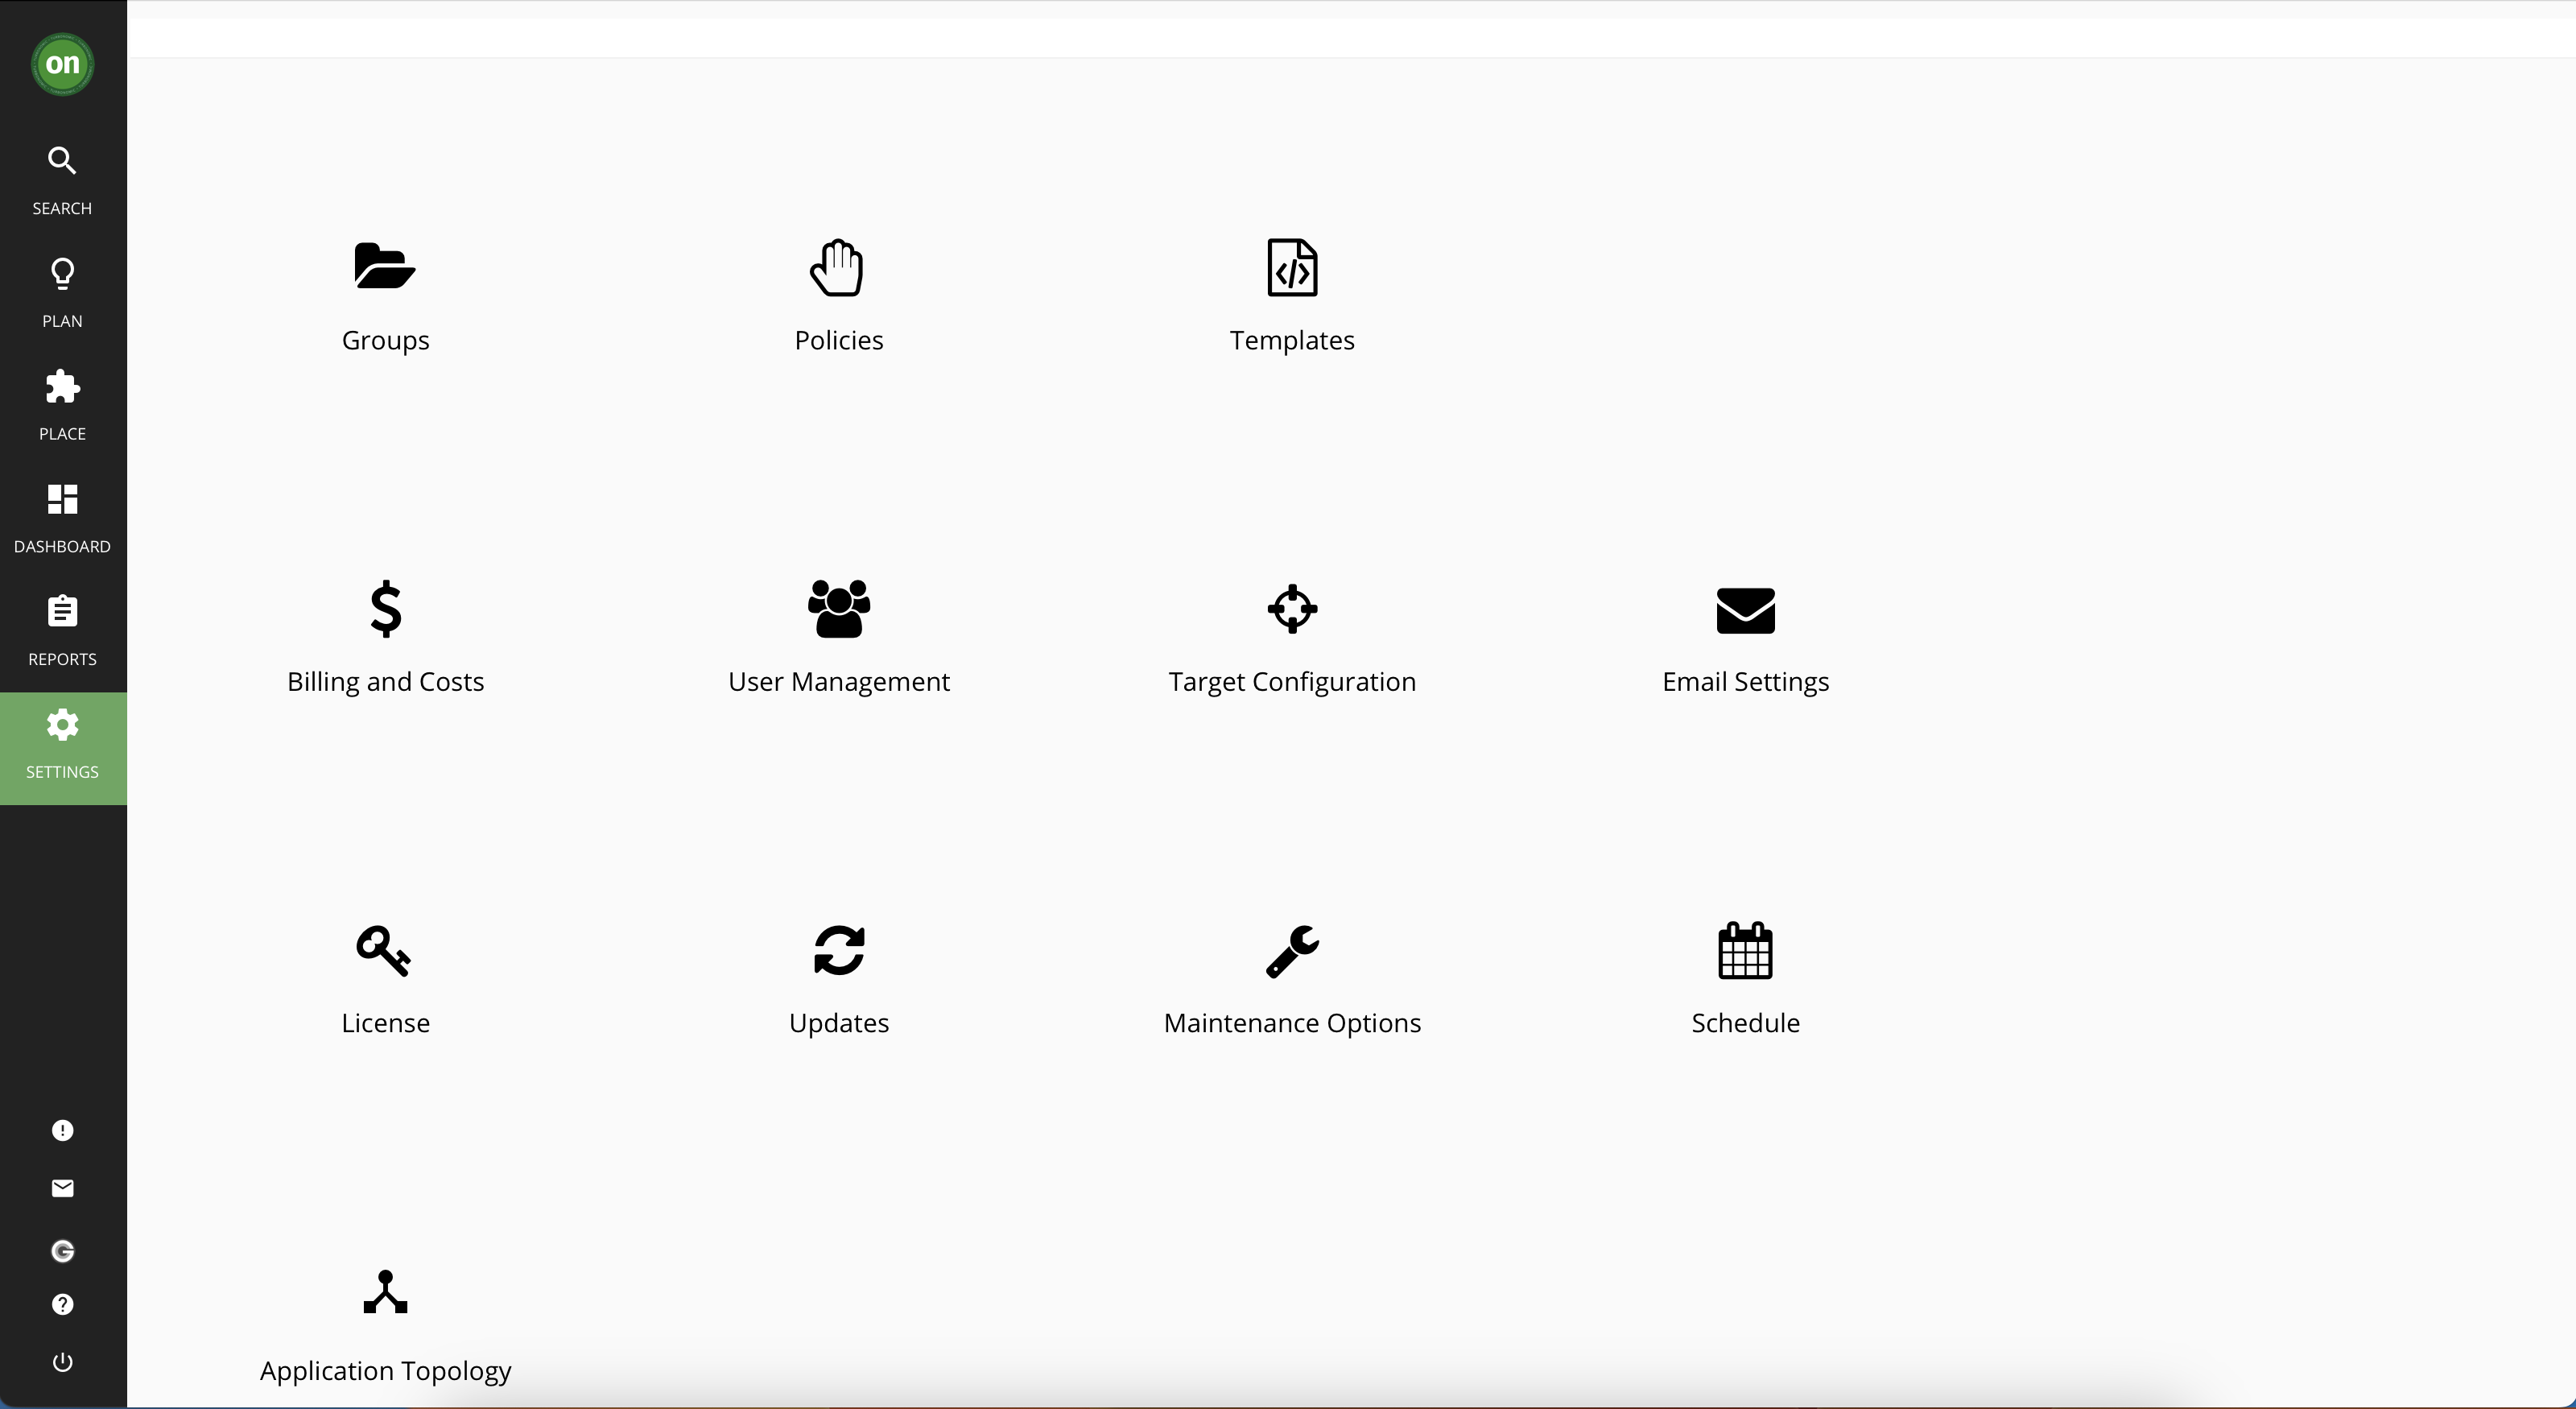 on
SEARCH
PLAN
PLACE
DASHBOARD
REPORTS
SETTINGS
Groups
Policies
Templates
Billing and Costs
User Management
Target Configuration
Email Settings
License
Updates
Maintenance Options
Schedule
Application Topology